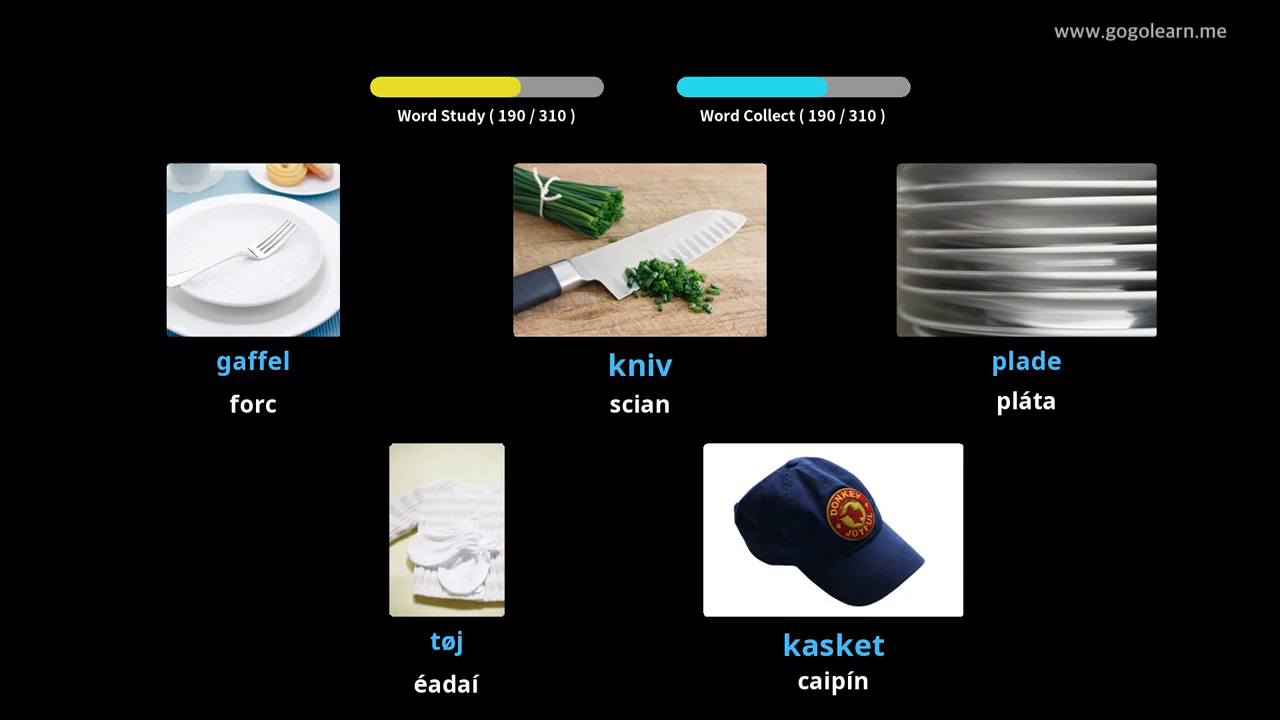 www.gogolearn.me
Word Study ( 190 / 310 )
Word Collect ( 190 / 310 )
gaffel
kniv
plade
forc
scian
pláta
DONKEY
JOYFUL
tøj
kasket
éadaí
caipín